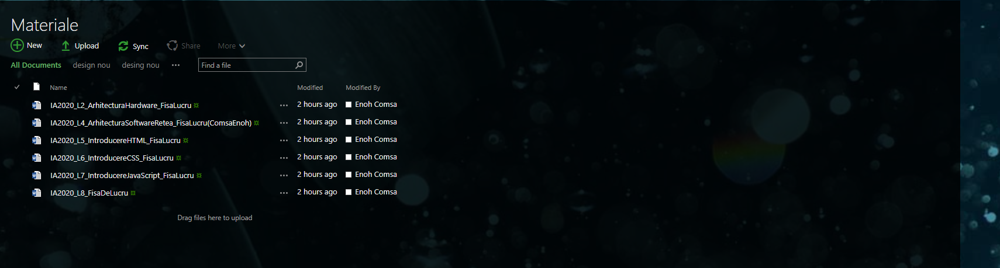 Materiale
New Upload Sync Share More
All Documents design nou desing nou ... Find a file
Name Modified Modified By
IA2020_L2_ArhitecturaHardware_FisaLucru ... 2 hours ago Enoh Comsa
IA2020_L4_ArhitecturaSoftwareRetea_FisaLucru(ComsaEnoh) ... 2 hours ago Enoh Comsa
IA2020_L5_IntroducereHTML_FisaLucru ... 2 hours ago Enoh Comsa
IA2020_L6_IntroducereCSS_FisaLucru ... 2 hours ago Enoh Comsa
IA2020_L7_IntroducereJavaScript_FisaLucru ... 2 hours ago Enoh Comsa
IA2020_L8_FisaDeLucru ... 2 hours ago Enoh Comsa
Drag files here to upload